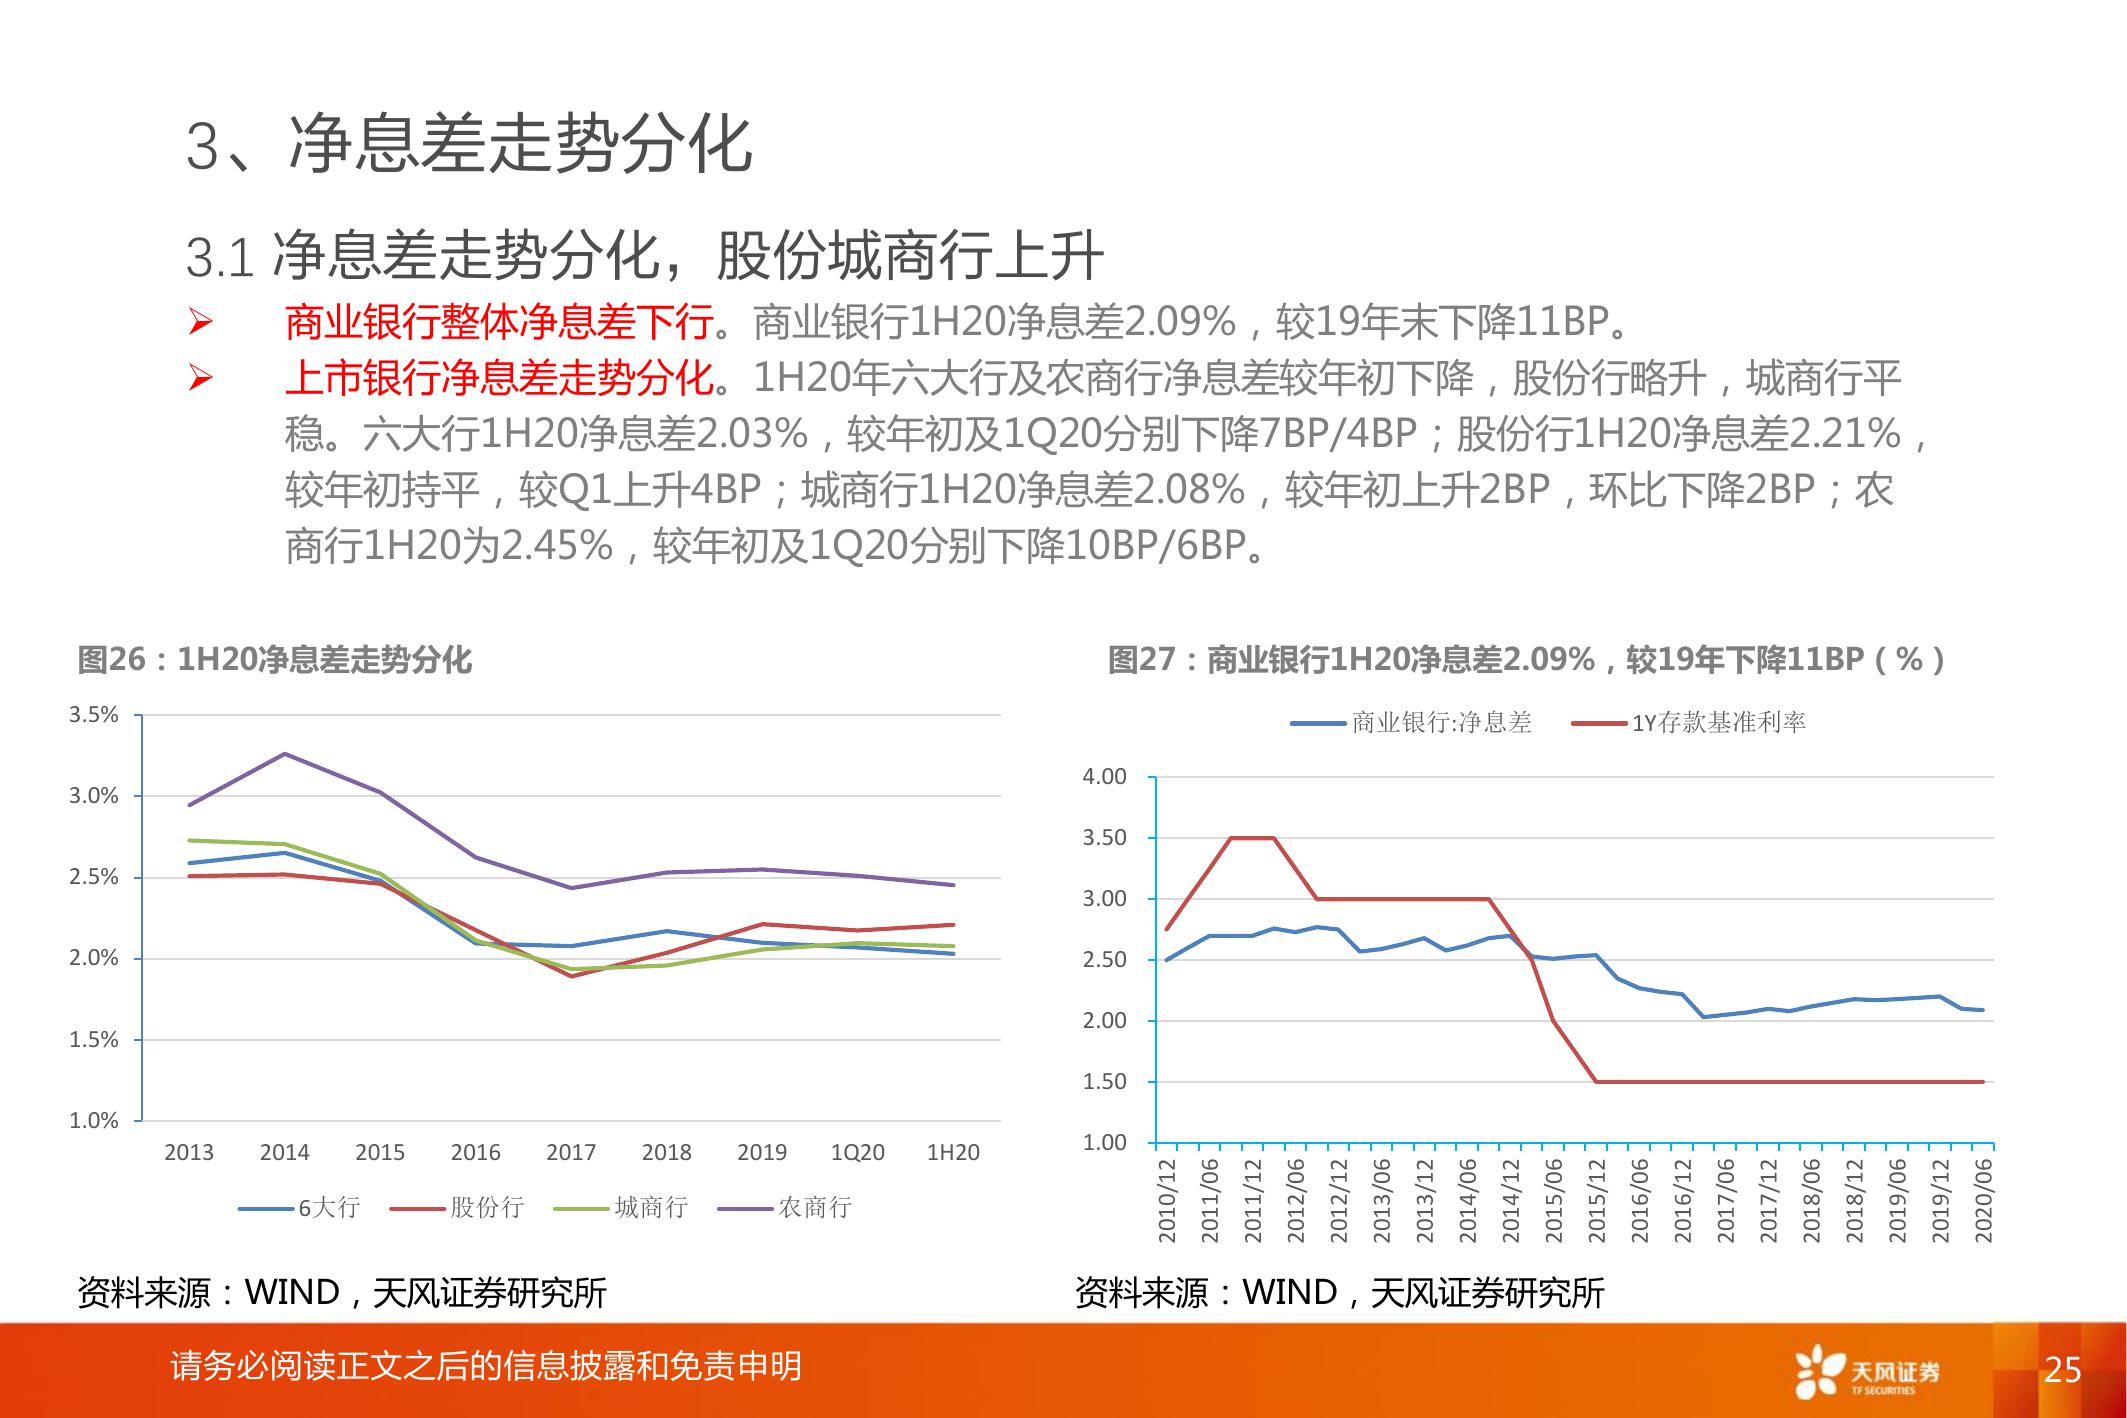 3、净息差走势分化
3.1 净息差走势分化，股份城商行上升
➢ 商业银行整体净息差下行。商业银行1H20净息差2.09%，较19年末下降11BP。
➢ 上市银行净息差走势分化。1H20年六大行及农商行净息差较年初下降，股份行略升，城商行平
稳。六大行1H20净息差2.03%，较年初及1Q20分别下降7BP/4BP；股份行1H20净息差2.21%，
较年初持平，较Q1上升4BP；城商行1H20净息差2.08%，较年初上升2BP，环比下降2BP；农
商行1H20为2.45%，较年初及1Q20分别下降10BP/6BP。
图26：1H20净息差走势分化
3.5%
3.0%
2.5%
2.0%
1.5%
1.0%
2013 2014 2015 2016 2017 2018 2019 1Q20 1H20
6大行 股份行 城商行 农商行
资料来源：WIND，天风证券研究所
图27：商业银行1H20净息差2.09%，较19年下降11BP（%）
商业银行:净息差 1Y存款基准利率
4.00
3.50
3.00
2.50
2.00
1.50
1.00
2010/12 2011/06 2011/12 2012/06 2012/12 2013/06 2013/12 2014/06 2014/12 2015/06 2015/12 2016/06 2016/12 2017/06 2017/12 2018/06 2018/12 2019/06 2019/12 2020/06
资料来源：WIND，天风证券研究所
请务必阅读正文之后的信息披露和免责申明
天风证券
TF SECURITIES
25